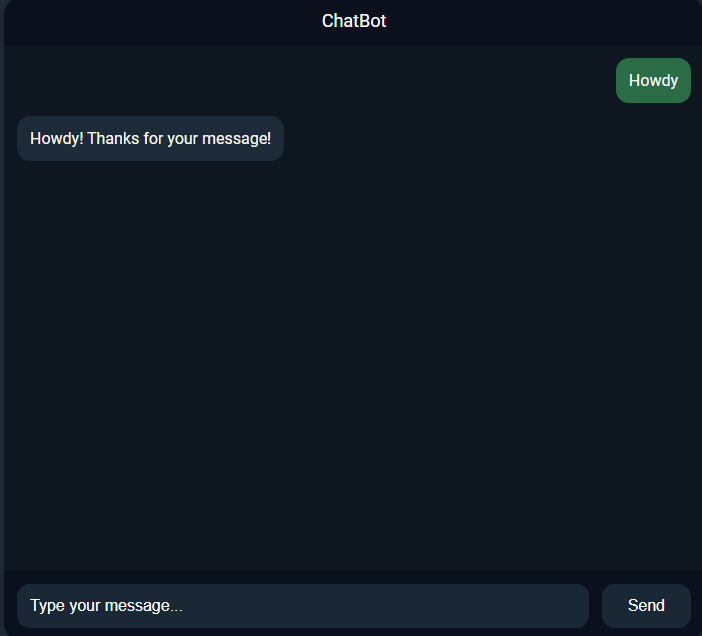 ChatBot
Howdy
Howdy! Thanks for your message!
Type your message...
Send